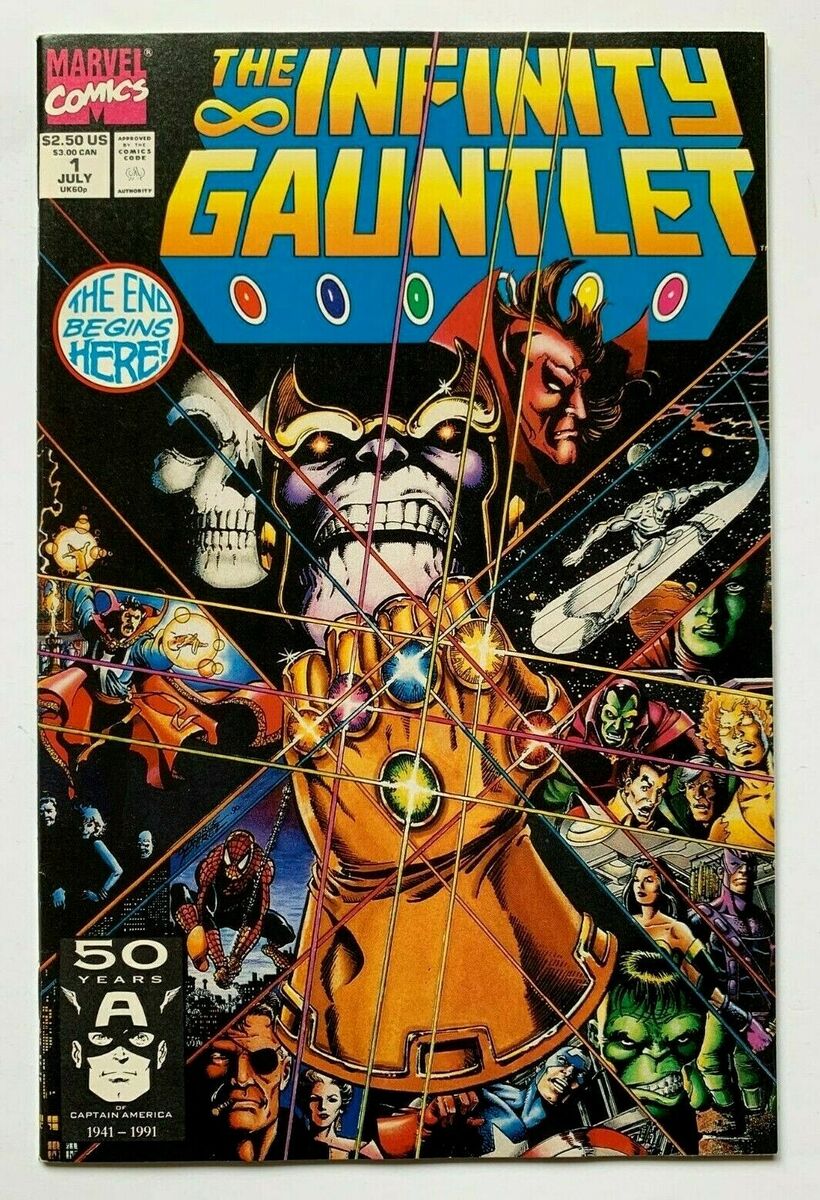 MARVEL®
COMICS
M
$2.50 US
$3.00 CAN
1
JULY
UK60p
APPROVED
BY THE
COMICS
CODE
AUTHORITY
THE
INFINITY
GAUNTLET
™
THE END
BEGINS
HERE!
50
YEARS
A
OF
CAPTAIN AMERICA
1941–1991